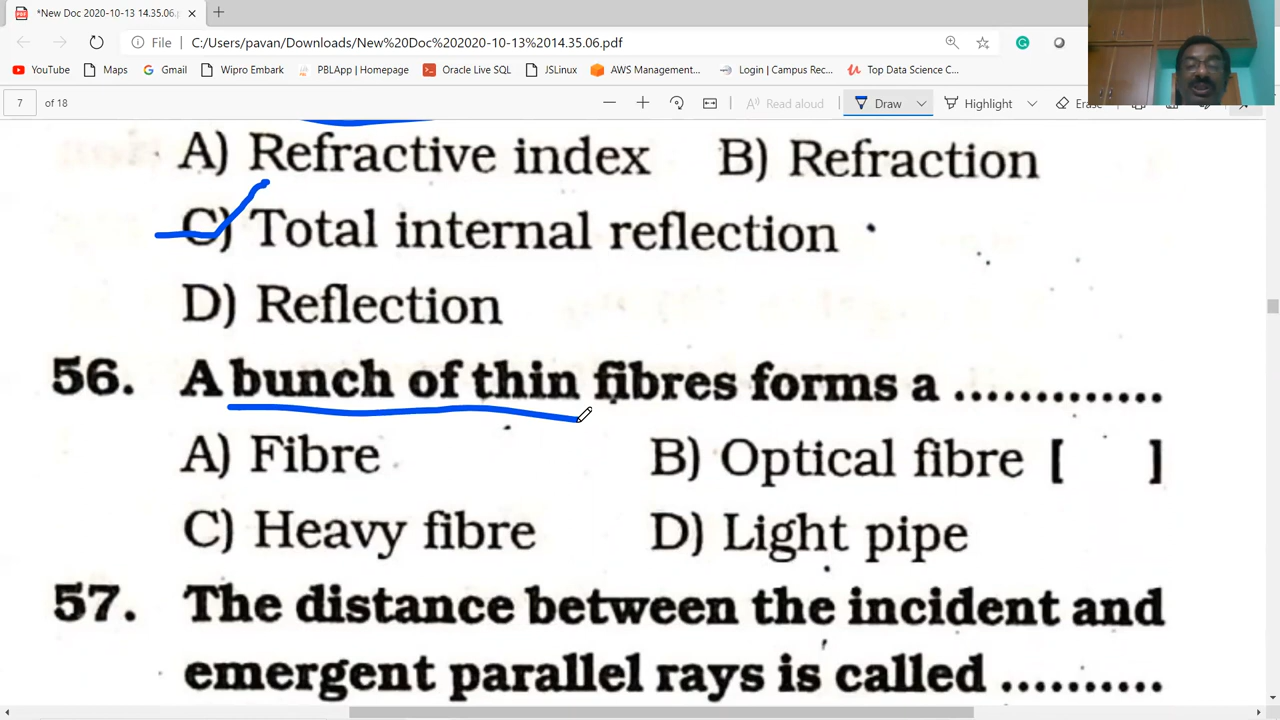 *New Doc 2020-10-13 14.35.06.
File C:/Users/pavan/Downloads/New%20Doc%202020-10-13%2014.35.06.pdf
YouTube Maps Gmail Wipro Embark PBLApp | Homepage Oracle Live SQL JSLinux AWS Management... Login | Campus Rec... Top Data Science C...
7 of 18 Read aloud Draw Highlight Erase
A) Refractive index B) Refraction
C) Total internal reflection
D) Reflection
56. A bunch of thin fibres forms a .............
A) Fibre B) Optical fibre [ ]
C) Heavy fibre D) Light pipe
57. The distance between the incident and
emergent parallel rays is called ..........